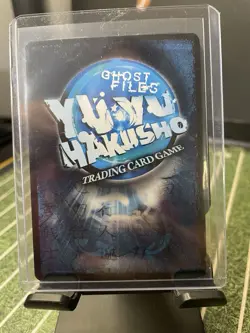 GHOST
FILES
YU YU
HAKUSHO
TRADING CARD GAME